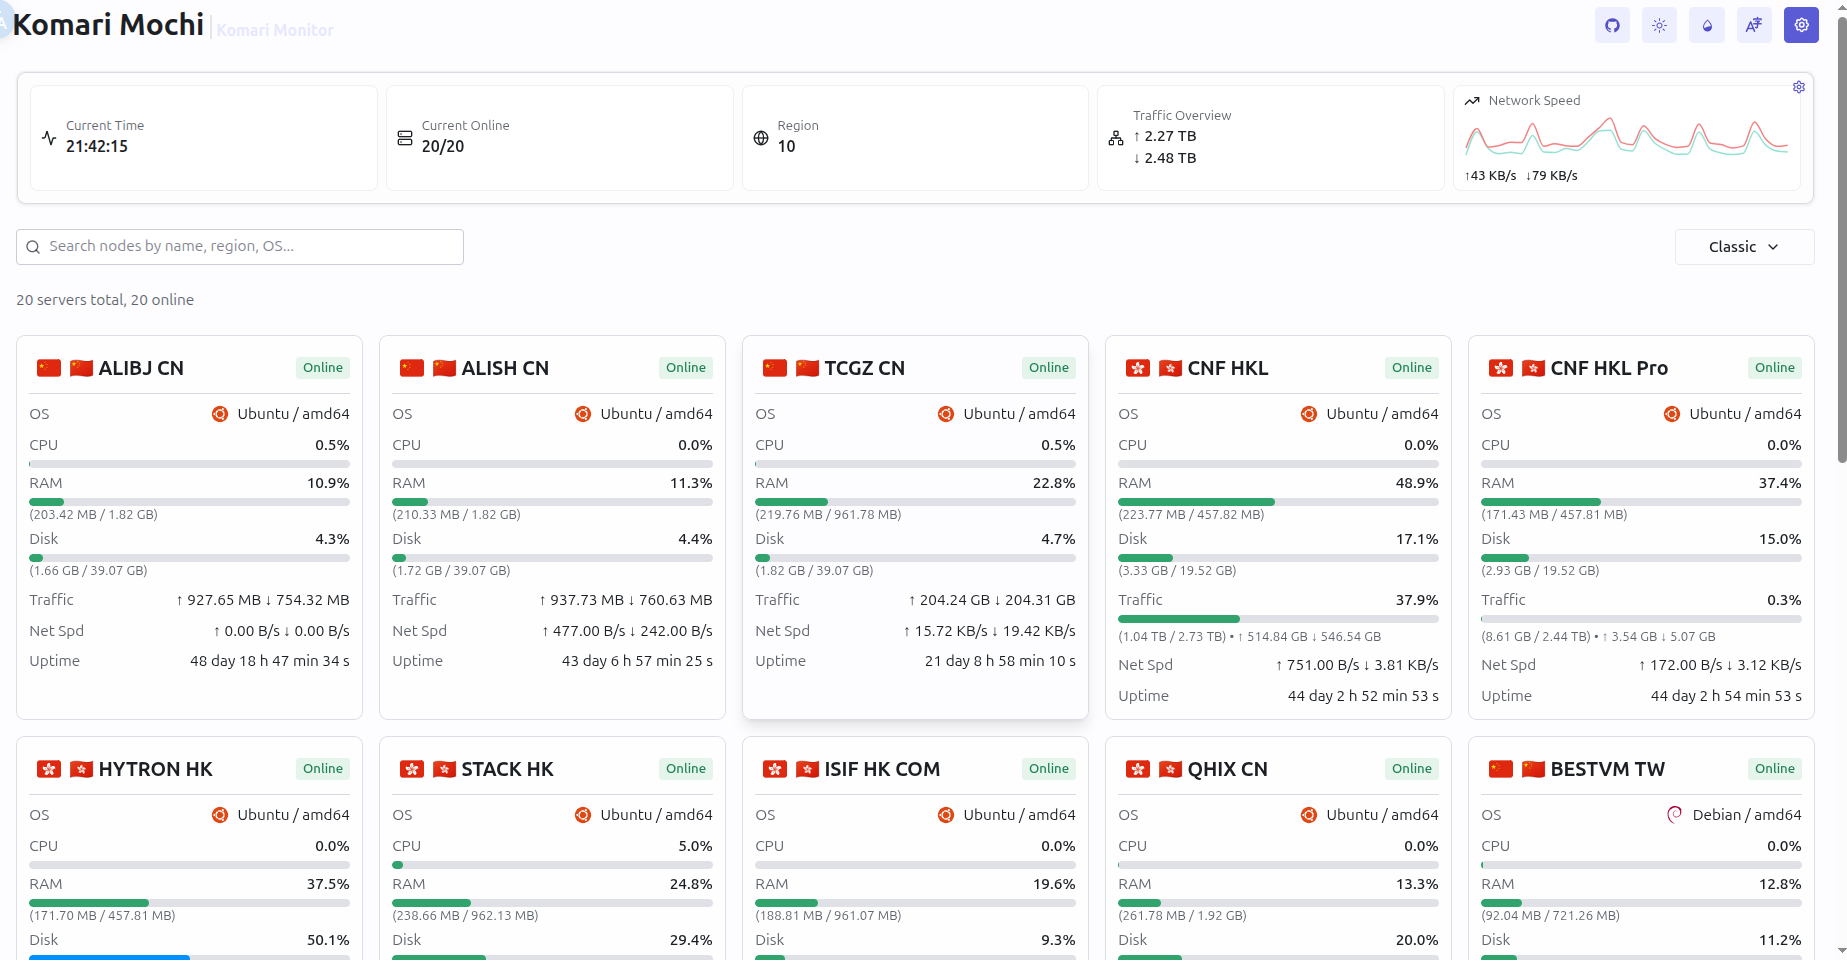 Komari Mochi
Komari Monitor
Current Time
21:42:15
Current Online
20/20
Region
10
Traffic Overview
↑ 2.27 TB
↓ 2.48 TB
Network Speed
↑43 KB/s ↓79 KB/s
Search nodes by name, region, OS...
Classic
20 servers total, 20 online
ALIBJ CN Online
OS Ubuntu / amd64
CPU 0.5%
RAM 10.9%
(203.42 MB / 1.82 GB)
Disk 4.3%
(1.66 GB / 39.07 GB)
Traffic ↑ 927.65 MB ↓ 754.32 MB
Net Spd ↑ 0.00 B/s ↓ 0.00 B/s
Uptime 48 day 18 h 47 min 34 s
ALISH CN Online
OS Ubuntu / amd64
CPU 0.0%
RAM 11.3%
(210.33 MB / 1.82 GB)
Disk 4.4%
(1.72 GB / 39.07 GB)
Traffic ↑ 937.73 MB ↓ 760.63 MB
Net Spd ↑ 477.00 B/s ↓ 242.00 B/s
Uptime 43 day 6 h 57 min 25 s
TCGZ CN Online
OS Ubuntu / amd64
CPU 0.5%
RAM 22.8%
(219.76 MB / 961.78 MB)
Disk 4.7%
(1.82 GB / 39.07 GB)
Traffic ↑ 204.24 GB ↓ 204.31 GB
Net Spd ↑ 15.72 KB/s ↓ 19.42 KB/s
Uptime 21 day 8 h 58 min 10 s
CNF HKL Online
OS Ubuntu / amd64
CPU 0.0%
RAM 48.9%
(223.77 MB / 457.82 MB)
Disk 17.1%
(3.33 GB / 19.52 GB)
Traffic 37.9%
(1.04 TB / 2.73 TB) • ↑ 514.84 GB ↓ 546.54 GB
Net Spd ↑ 751.00 B/s ↓ 3.81 KB/s
Uptime 44 day 2 h 52 min 53 s
CNF HKL Pro Online
OS Ubuntu / amd64
CPU 0.0%
RAM 37.4%
(171.43 MB / 457.81 MB)
Disk 15.0%
(2.93 GB / 19.52 GB)
Traffic 0.3%
(8.61 GB / 2.44 TB) • ↑ 3.54 GB ↓ 5.07 GB
Net Spd ↑ 172.00 B/s ↓ 3.12 KB/s
Uptime 44 day 2 h 54 min 53 s
HYTRON HK Online
OS Ubuntu / amd64
CPU 0.0%
RAM 37.5%
(171.70 MB / 457.81 MB)
Disk 50.1%
STACK HK Online
OS Ubuntu / amd64
CPU 5.0%
RAM 24.8%
(238.66 MB / 962.13 MB)
Disk 29.4%
ISIF HK COM Online
OS Ubuntu / amd64
CPU 0.0%
RAM 19.6%
(188.81 MB / 961.07 MB)
Disk 9.3%
QHIX CN Online
OS Ubuntu / amd64
CPU 0.0%
RAM 13.3%
(261.78 MB / 1.92 GB)
Disk 20.0%
BESTVM TW Online
OS Debian / amd64
CPU 0.0%
RAM 12.8%
(92.04 MB / 721.26 MB)
Disk 11.2%